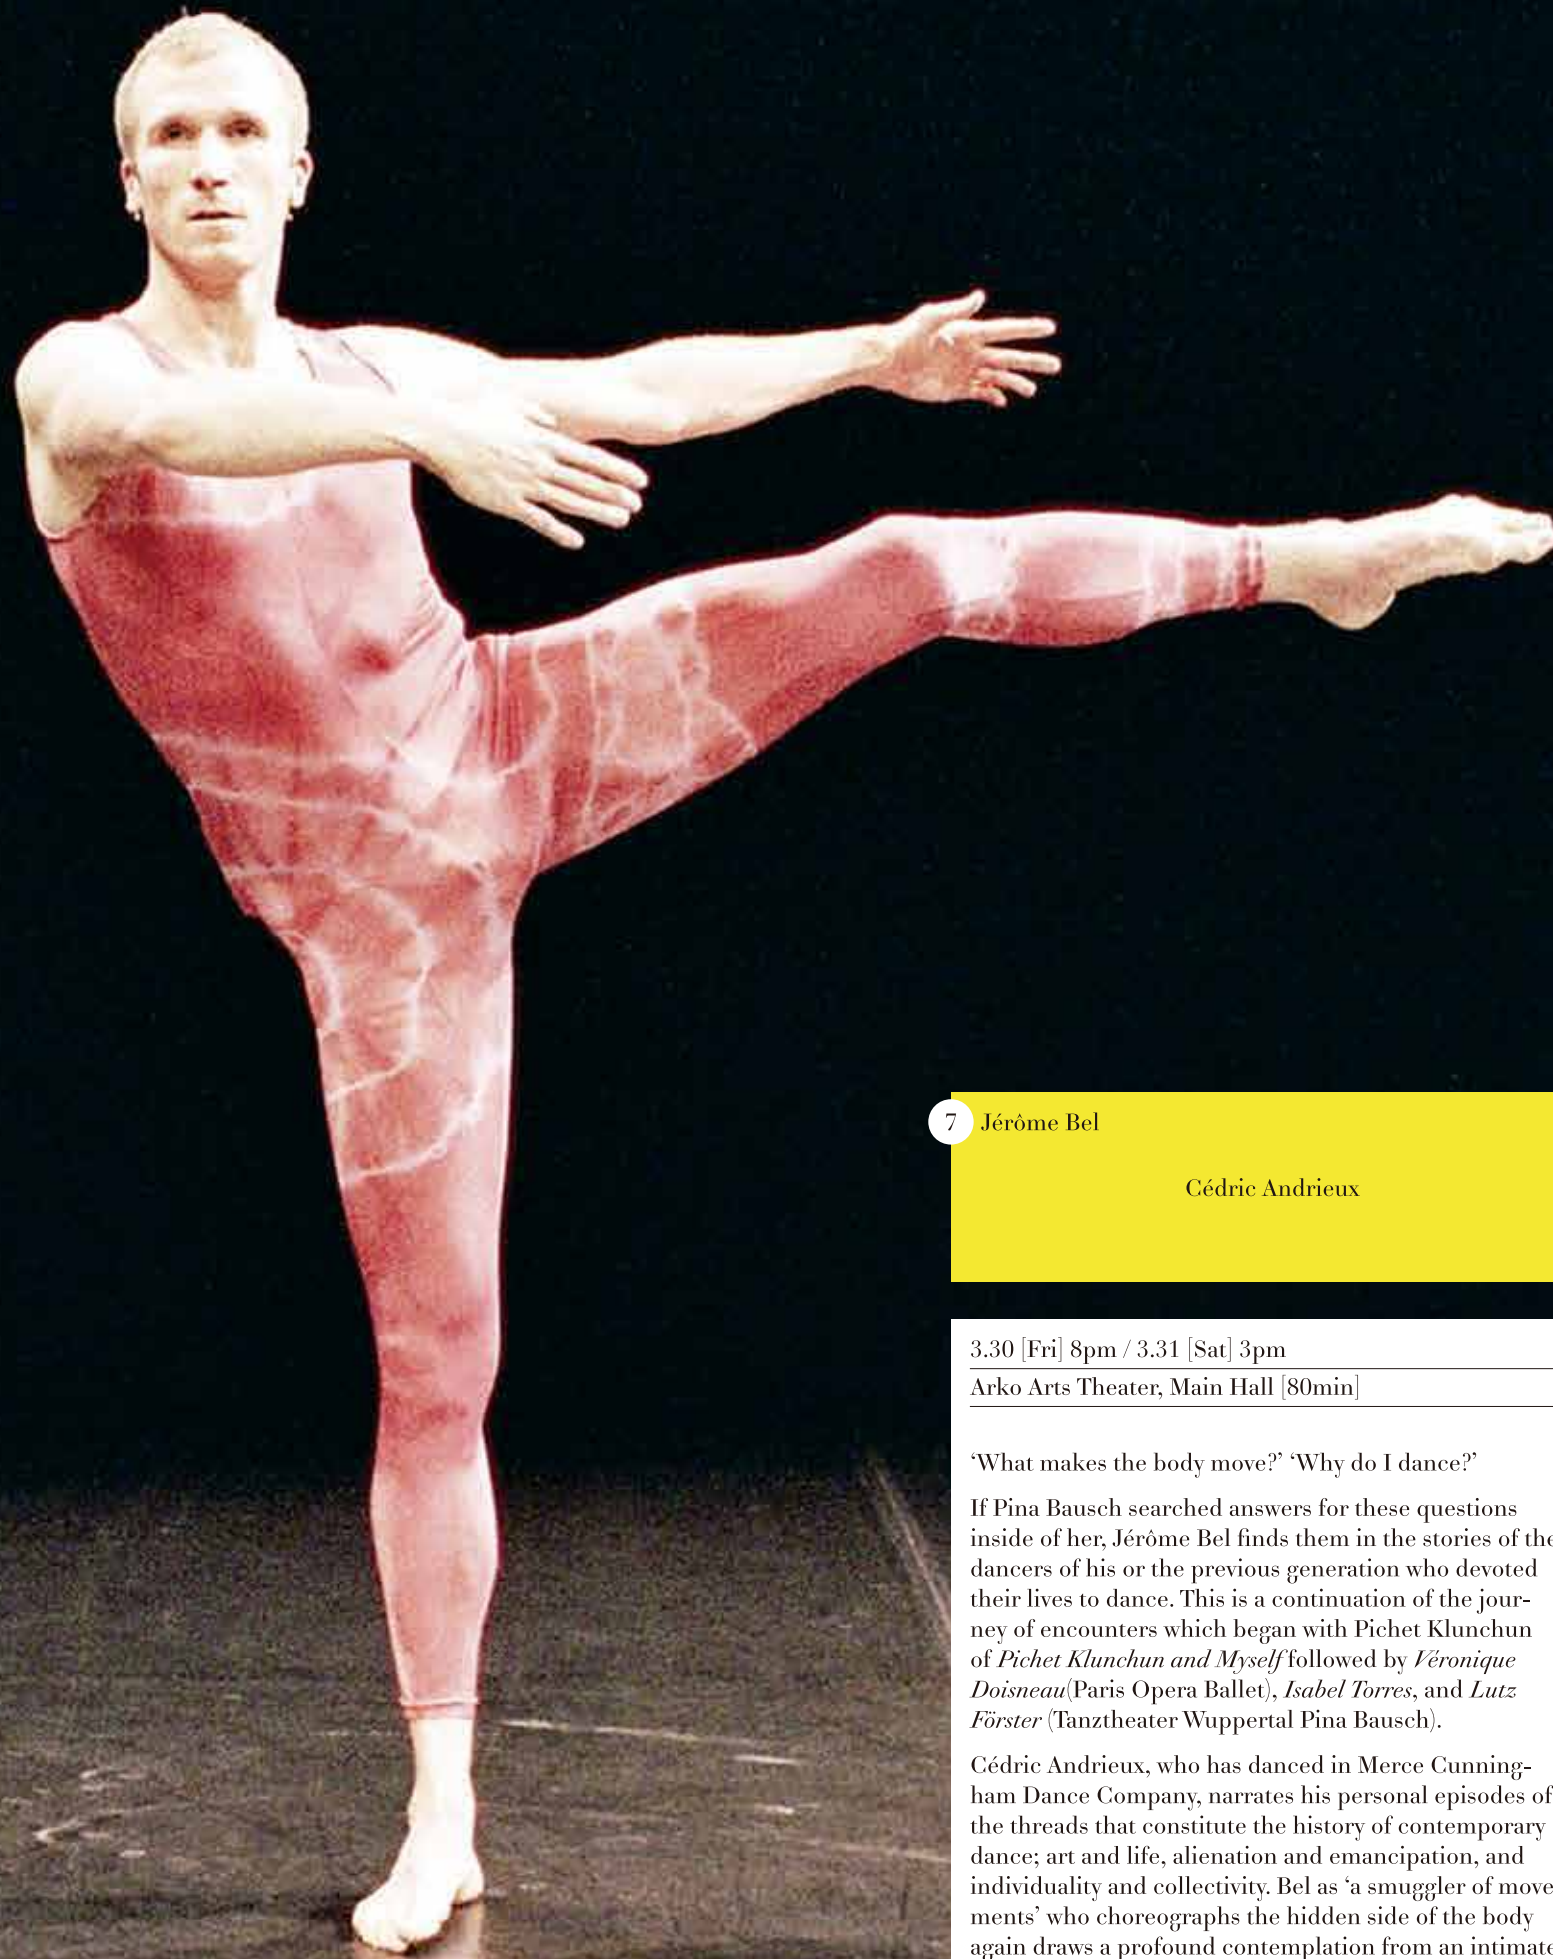 7 Jérôme Bel
Cédric Andrieux
3.30 [Fri] 8pm / 3.31 [Sat] 3pm
Arko Arts Theater, Main Hall [80min]
‘What makes the body move?’ ‘Why do I dance?’
If Pina Bausch searched answers for these questions
inside of her, Jérôme Bel finds them in the stories of the
dancers of his or the previous generation who devoted
their lives to dance. This is a continuation of the jour-
ney of encounters which began with Pichet Klunchun
of Pichet Klunchun and Myself followed by Véronique
Doisneau(Paris Opera Ballet), Isabel Torres, and Lutz
Förster (Tanztheater Wuppertal Pina Bausch).
Cédric Andrieux, who has danced in Merce Cunning-
ham Dance Company, narrates his personal episodes of
the threads that constitute the history of contemporary
dance; art and life, alienation and emancipation, and
individuality and collectivity. Bel as ‘a smuggler of move
ments’ who choreographs the hidden side of the body
again draws a profound contemplation from an intimate